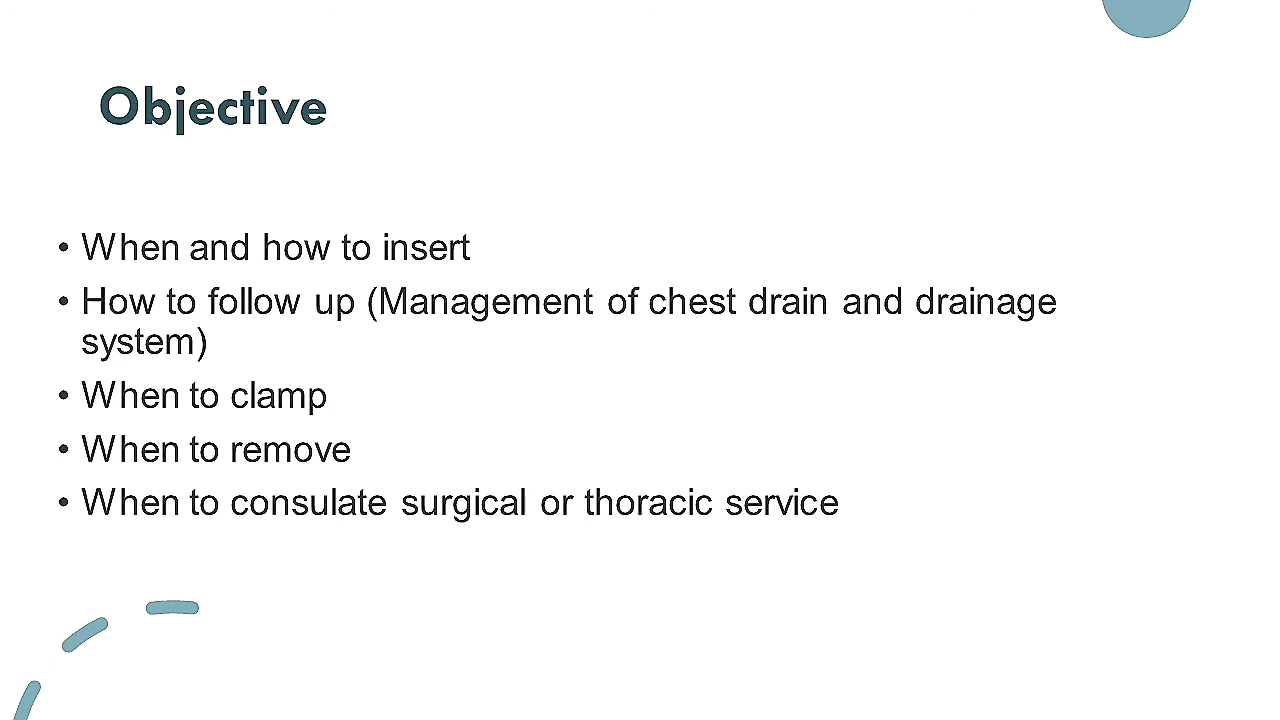 Objective
• When and how to insert
• How to follow up (Management of chest drain and drainage
system)
• When to clamp
• When to remove
• When to consulate surgical or thoracic service